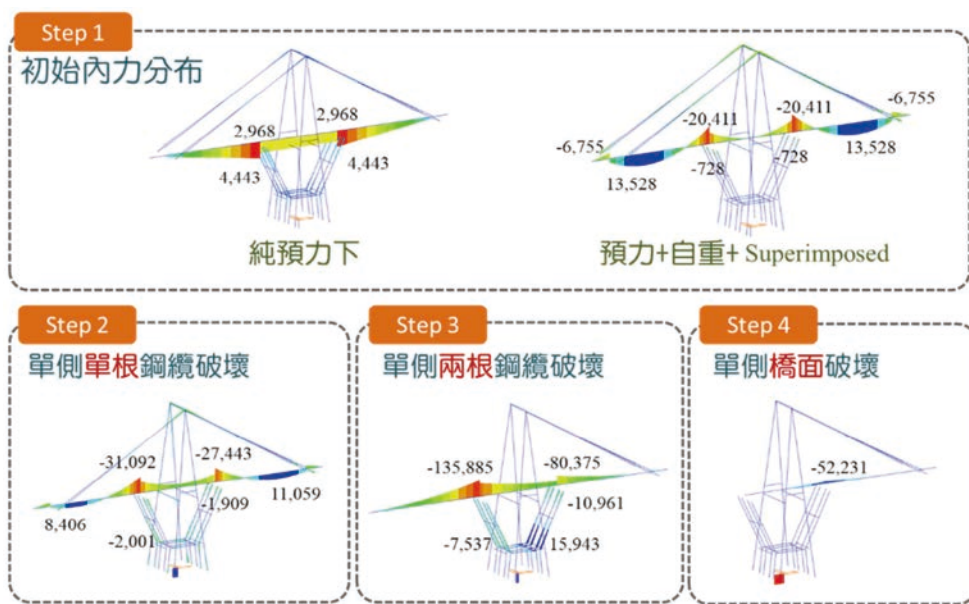 Step 1
初始內力分布
2,968
2,968
4,443
4,443
純預力下
-20,411
-20,411
-6,755
-6,755
-728
-728
13,528
13,528
預力+自重+ Superimposed
Step 2
單側單根鋼纜破壞
-31,092
-27,443
8,406
-1,909
11,059
-2,001
Step 3
單側兩根鋼纜破壞
-135,885
-80,375
-10,961
-7,537
15,943
Step 4
單側橋面破壞
-52,231